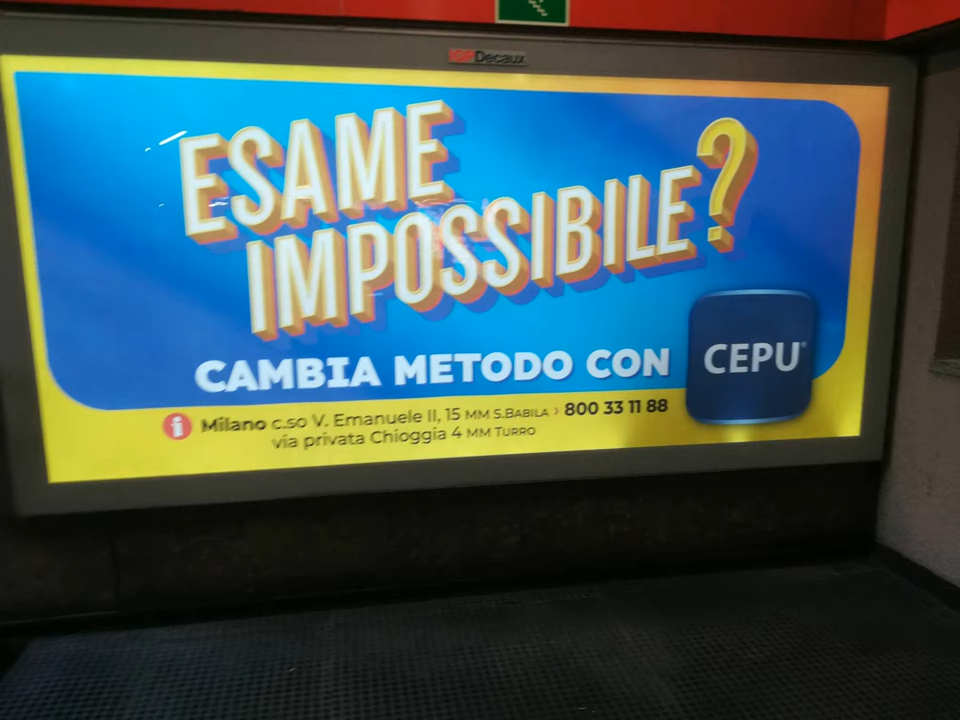 IGPDecaux
ESAME
IMPOSSIBILE?
CAMBIA METODO CON
CEPU®
i Milano c.so V. Emanuele II, 15 MM S.BABILA › 800 33 11 88
via privata Chioggia 4 MM TURRO